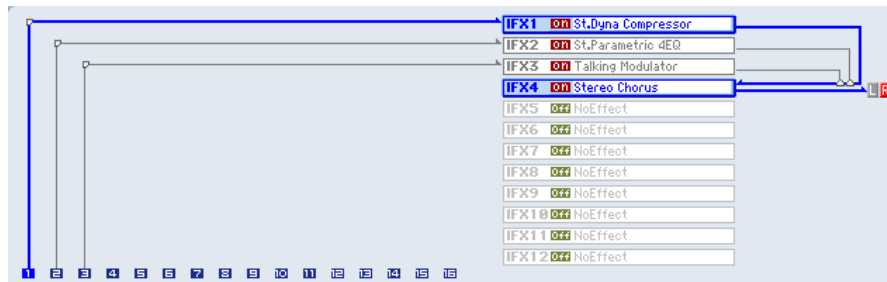 IFX1 On St.Dyna Compressor
IFX2 On St.Parametric 4EQ
IFX3 On Talking Modulator
IFX4 On Stereo Chorus
L R
IFX5 Off NoEffect
IFX6 Off NoEffect
IFX7 Off NoEffect
IFX8 Off NoEffect
IFX9 Off NoEffect
IFX10 Off NoEffect
IFX11 Off NoEffect
IFX12 Off NoEffect
1 2 3 4 5 6 7 8 9 10 11 12 13 14 15 16